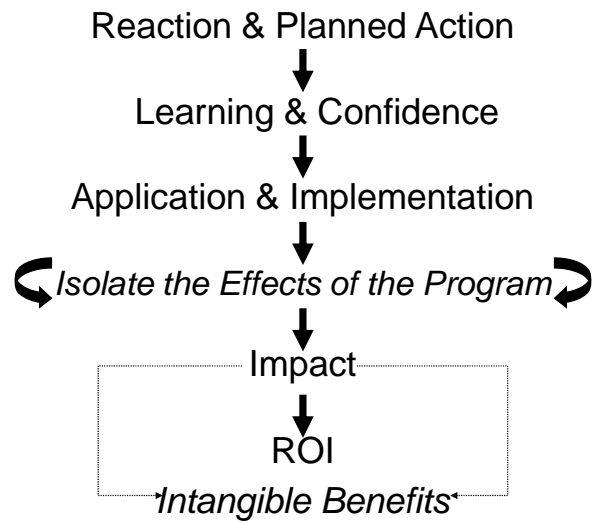 Reaction & Planned Action
Learning & Confidence
Application & Implementation
Isolate the Effects of the Program
Impact
ROI
Intangible Benefits